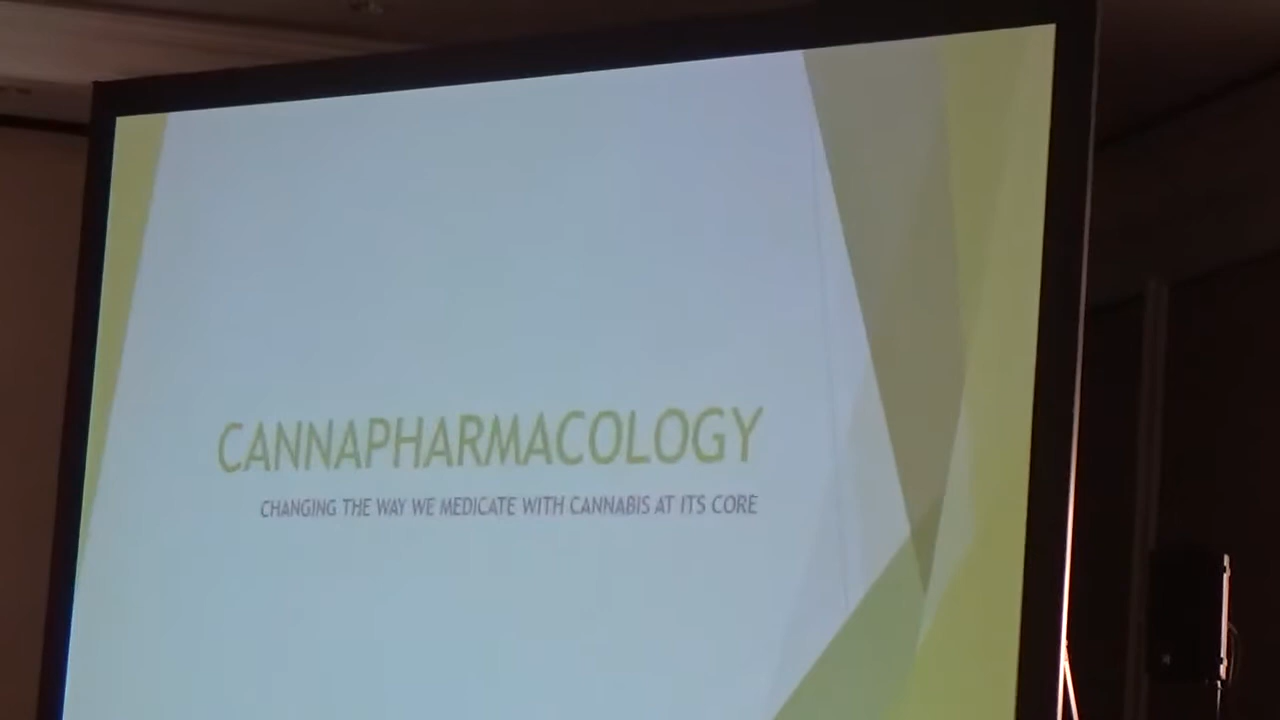 CANNAPHARMACOLOGY
CHANGING THE WAY WE MEDICATE WITH CANNABIS AT ITS CORE